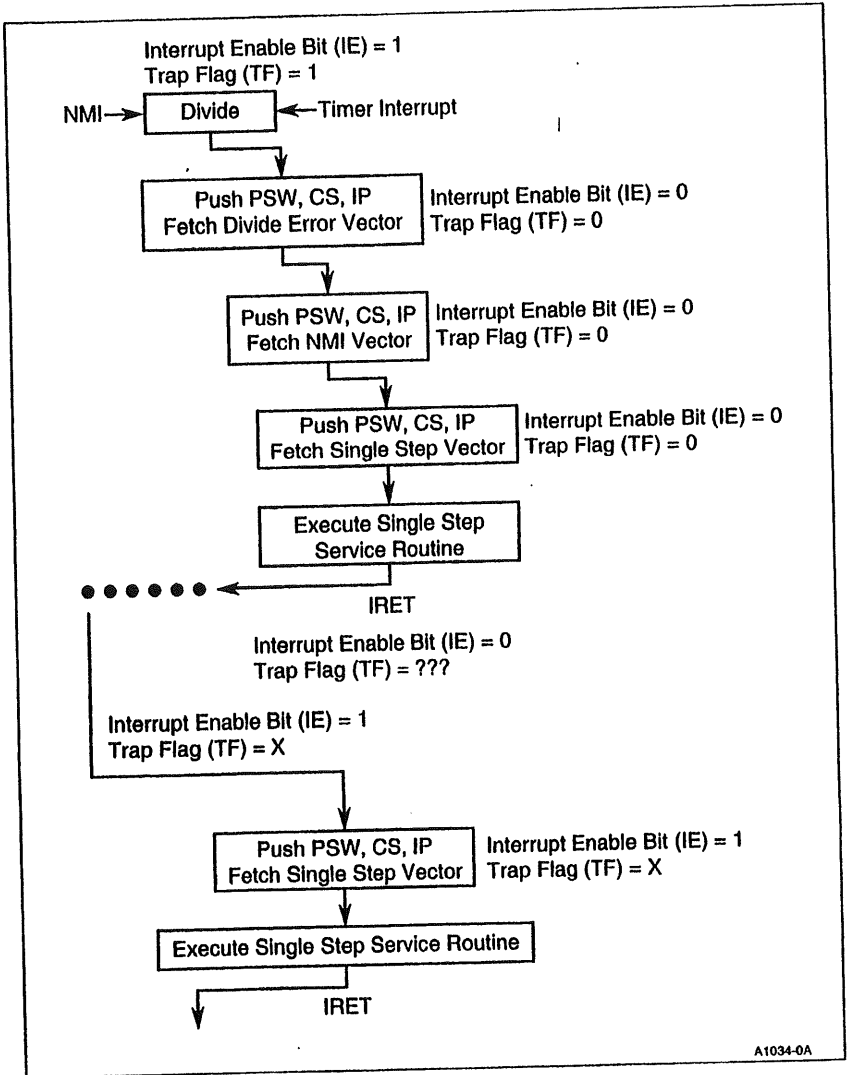 Interrupt Enable Bit (IE) = 1
Trap Flag (TF) = 1
NMI
Divide
Timer Interrupt
Push PSW, CS, IP
Fetch Divide Error Vector
Interrupt Enable Bit (IE) = 0
Trap Flag (TF) = 0
Push PSW, CS, IP
Fetch NMI Vector
Interrupt Enable Bit (IE) = 0
Trap Flag (TF) = 0
Push PSW, CS, IP
Fetch Single Step Vector
Interrupt Enable Bit (IE) = 0
Trap Flag (TF) = 0
Execute Single Step
Service Routine
IRET
Interrupt Enable Bit (IE) = 0
Trap Flag (TF) = ???
Interrupt Enable Bit (IE) = 1
Trap Flag (TF) = X
Push PSW, CS, IP
Fetch Single Step Vector
Interrupt Enable Bit (IE) = 1
Trap Flag (TF) = X
Execute Single Step Service Routine
IRET
A1034-0A